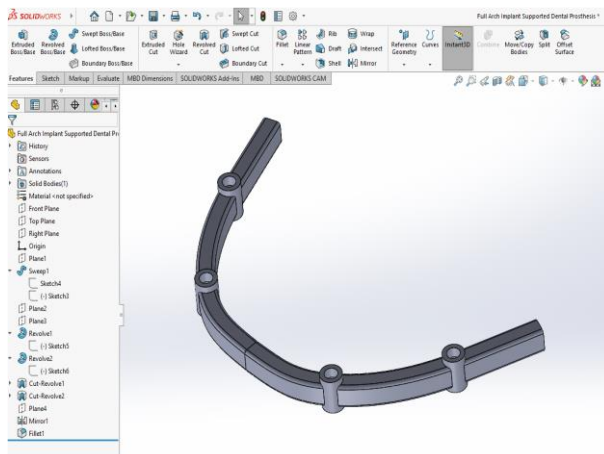 SOLIDWORKS
Full Arch Implant Supported Dental Prosthesis *
Extruded Boss/Base
Revolved Boss/Base
Swept Boss/Base
Lofted Boss/Base
Boundary Boss/Base
Extruded Cut
Hole Wizard
Revolved Cut
Swept Cut
Lofted Cut
Boundary Cut
Fillet
Linear Pattern
Rib
Draft
Shell
Wrap
Intersect
Mirror
Reference Geometry
Curves
Instant3D
Combine
Move/Copy Bodies
Split
Offset Surface
Features
Sketch
Markup
Evaluate
MBD Dimensions
SOLIDWORKS Add-Ins
MBD
SOLIDWORKS CAM
Full Arch Implant Supported Dental Pr
History
Sensors
Annotations
Solid Bodies(1)
Material <not specified>
Front Plane
Top Plane
Right Plane
Origin
Plane1
Sweep1
Sketch4
(-) Sketch3
Plane2
Plane3
Revolve1
(-) Sketch5
Revolve2
(-) Sketch6
Cut-Revolve1
Cut-Revolve2
Plane4
Mirror1
Fillet1